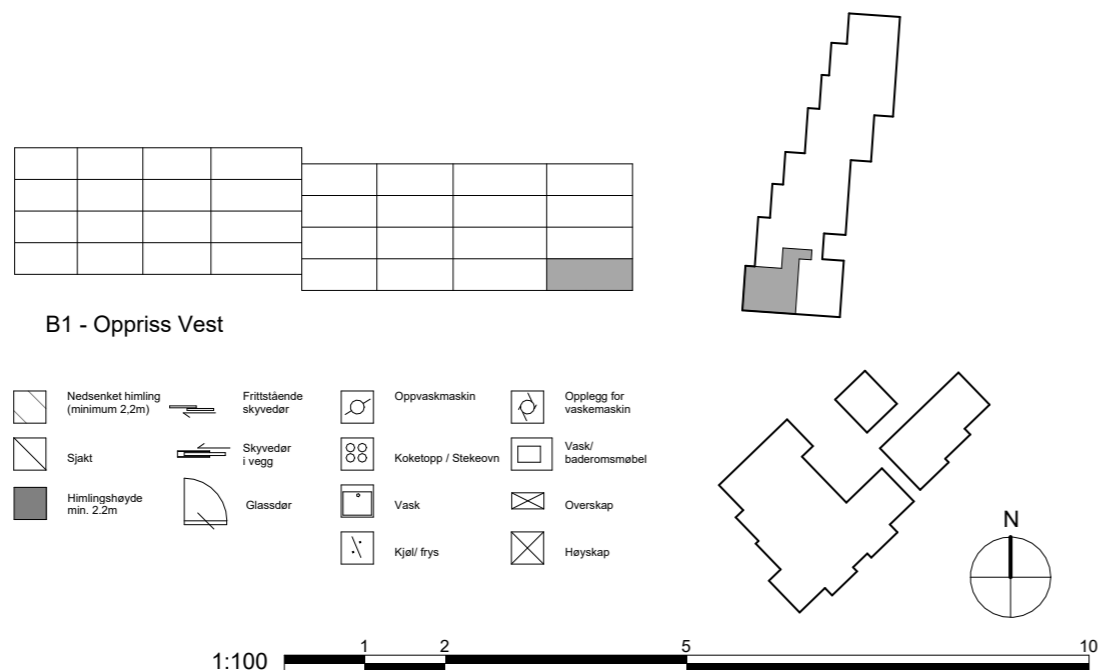 B1 - Oppriss Vest
Nedsenket himling
(minimum 2,2m)
Sjakt
Himlingshøyde
min. 2.2m
Frittstående
skyvedør
Skyvedør
i vegg
Glassdør
Oppvaskmaskin
Koketopp / Stekeovn
Vask
Kjøl/ frys
Opplegg for
vaskemaskin
Vask/
baderomsmøbel
Overskap
Høyskap
N
1:100
1 2 5 10